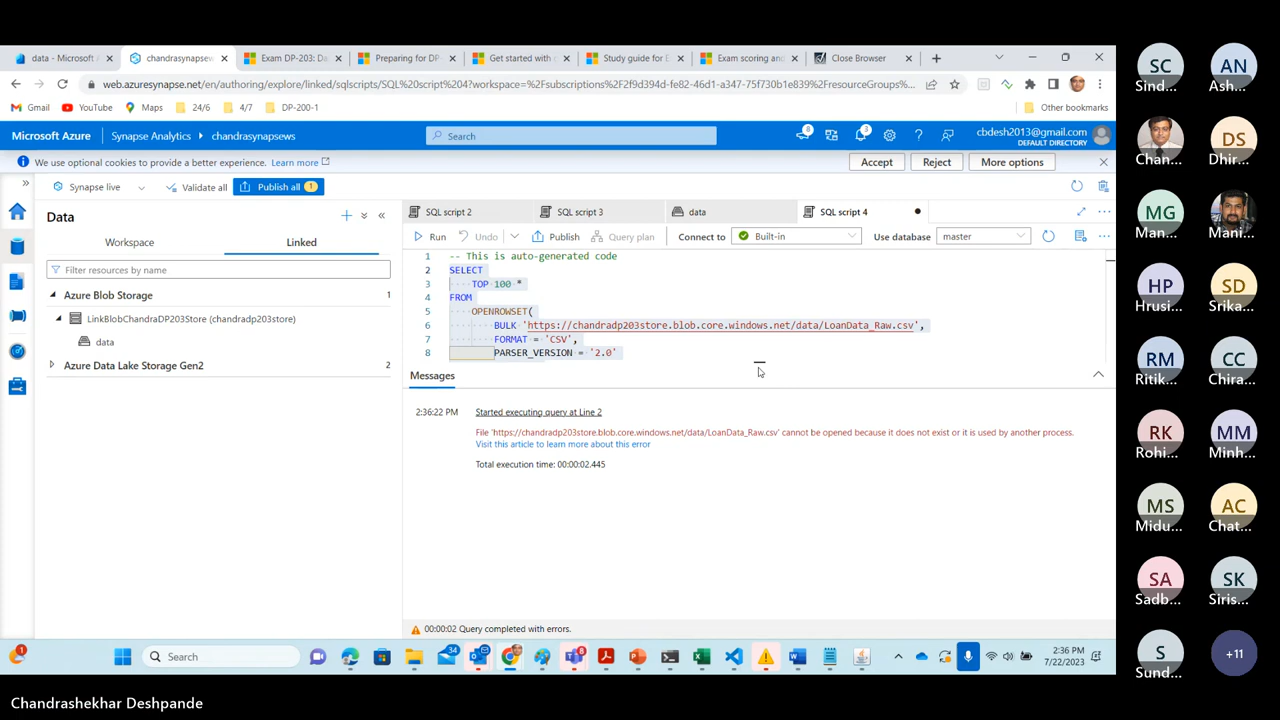 data - Microsoft A
chandrasynapsew
Exam DP-203: Da
Preparing for DP
Get started with
Study guide for E
Exam scoring an
Close Browser
web.azuresynapse.net/en/authoring/explore/linked/sqlscripts/SQL%20script%204?workspace=%2Fsubscriptions%2F9d34194d-fe82-46d1-a347-75f730b1e839%2FresourceGroups%...
Gmail
YouTube
Maps
24/6
4/7
DP-200-1
Other bookmarks
Microsoft Azure
Synapse Analytics
chandrasynapsews
Search
8
3
cbdesh2013@gmail.com
DEFAULT DIRECTORY
We use optional cookies to provide a better experience. Learn more
Accept
Reject
More options
Synapse live
Validate all
Publish all 1
Data
Workspace
Linked
Filter resources by name
Azure Blob Storage 1
LinkBlobChandraDP203Store (chandradp203store)
data
Azure Data Lake Storage Gen2 2
SQL script 2
SQL script 3
data
SQL script 4
Run
Undo
Publish
Query plan
Connect to
Built-in
Use database
master
1 -- This is auto-generated code
2 SELECT
3 TOP 100 *
4 FROM
5 OPENROWSET(
6 BULK 'https://chandradp203store.blob.core.windows.net/data/LoanData_Raw.csv',
7 FORMAT = 'CSV',
8 PARSER_VERSION = '2.0'
Messages
2:36:22 PM Started executing query at Line 2
File 'https://chandradp203store.blob.core.windows.net/data/LoanData_Raw.csv' cannot be opened because it does not exist or it is used by another process.
Visit this article to learn more about this error
Total execution time: 00:00:02.445
00:00:02 Query completed with errors.
1
Search
34
8
2:36 PM
7/22/2023
Chandrashekhar Deshpande
SC
AN
Sind...
Ash...
DS
Chan...
Dhir...
MG
Man...
Mani...
HP
SD
Hrusi...
Srika...
RM
CC
Ritik...
Chira...
RK
MM
Rohi...
Minh...
MS
AC
Midu...
Chat...
SA
SK
Sadb...
Siris...
S
+11
Sund...